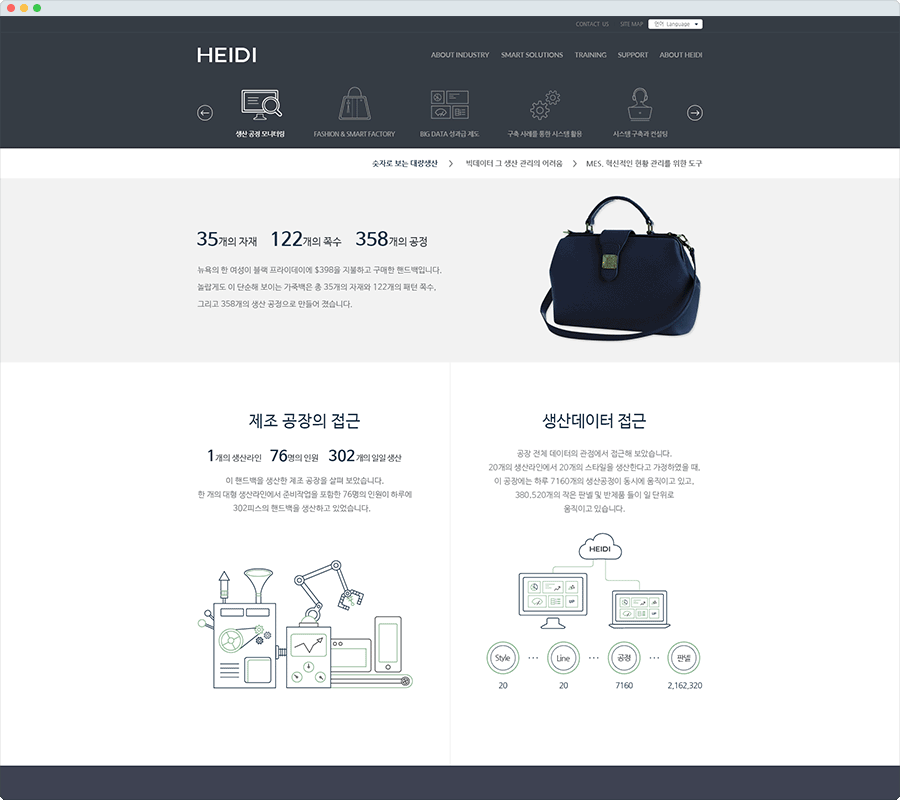 CONTACT US
SITE MAP
언어 Language
HEIDI
ABOUT INDUSTRY
SMART SOLUTIONS
TRAINING
SUPPORT
ABOUT HEIDI
생산 공정 모니터링
FASHION & SMART FACTORY
BIG DATA 성과급 제도
구축 사례를 통한 시스템 활용
시스템 구축과 컨설팅
숫자로 보는 대량생산 > 빅데이터 그 생산 관리의 어려움 > MES, 혁신적인 현황 관리를 위한 도구
35개의 자재 122개의 쪽수 358개의 공정
뉴욕의 한 여성이 블랙 프라이데이에 $398을 지불하고 구매한 핸드백입니다.
놀랍게도 이 단순해 보이는 가죽백은 총 35개의 자재와 122개의 패턴 쪽수,
그리고 358개의 생산 공정으로 만들어 졌습니다.
제조 공장의 접근
1개의 생산라인 76명의 인원 302개의 일일 생산
이 핸드백을 생산한 제조 공장을 살펴 보았습니다.
한 개의 대형 생산라인에서 준비작업을 포함한 76명의 인원이 하루에
302피스의 핸드백을 생산하고 있었습니다.
생산데이터 접근
공장 전체 데이터의 관점에서 접근해 보았습니다.
20개의 생산라인에서 20개의 스타일을 생산한다고 가정하였을 때,
이 공장에는 하루 7160개의 생산공정이 동시에 움직이고 있고,
380,520개의 작은 판넬 및 반제품 들이 일 단위로
움직이고 있습니다.
HEIDI
Style ··· Line ··· 공정 ··· 판넬
20 20 7160 2,162,320